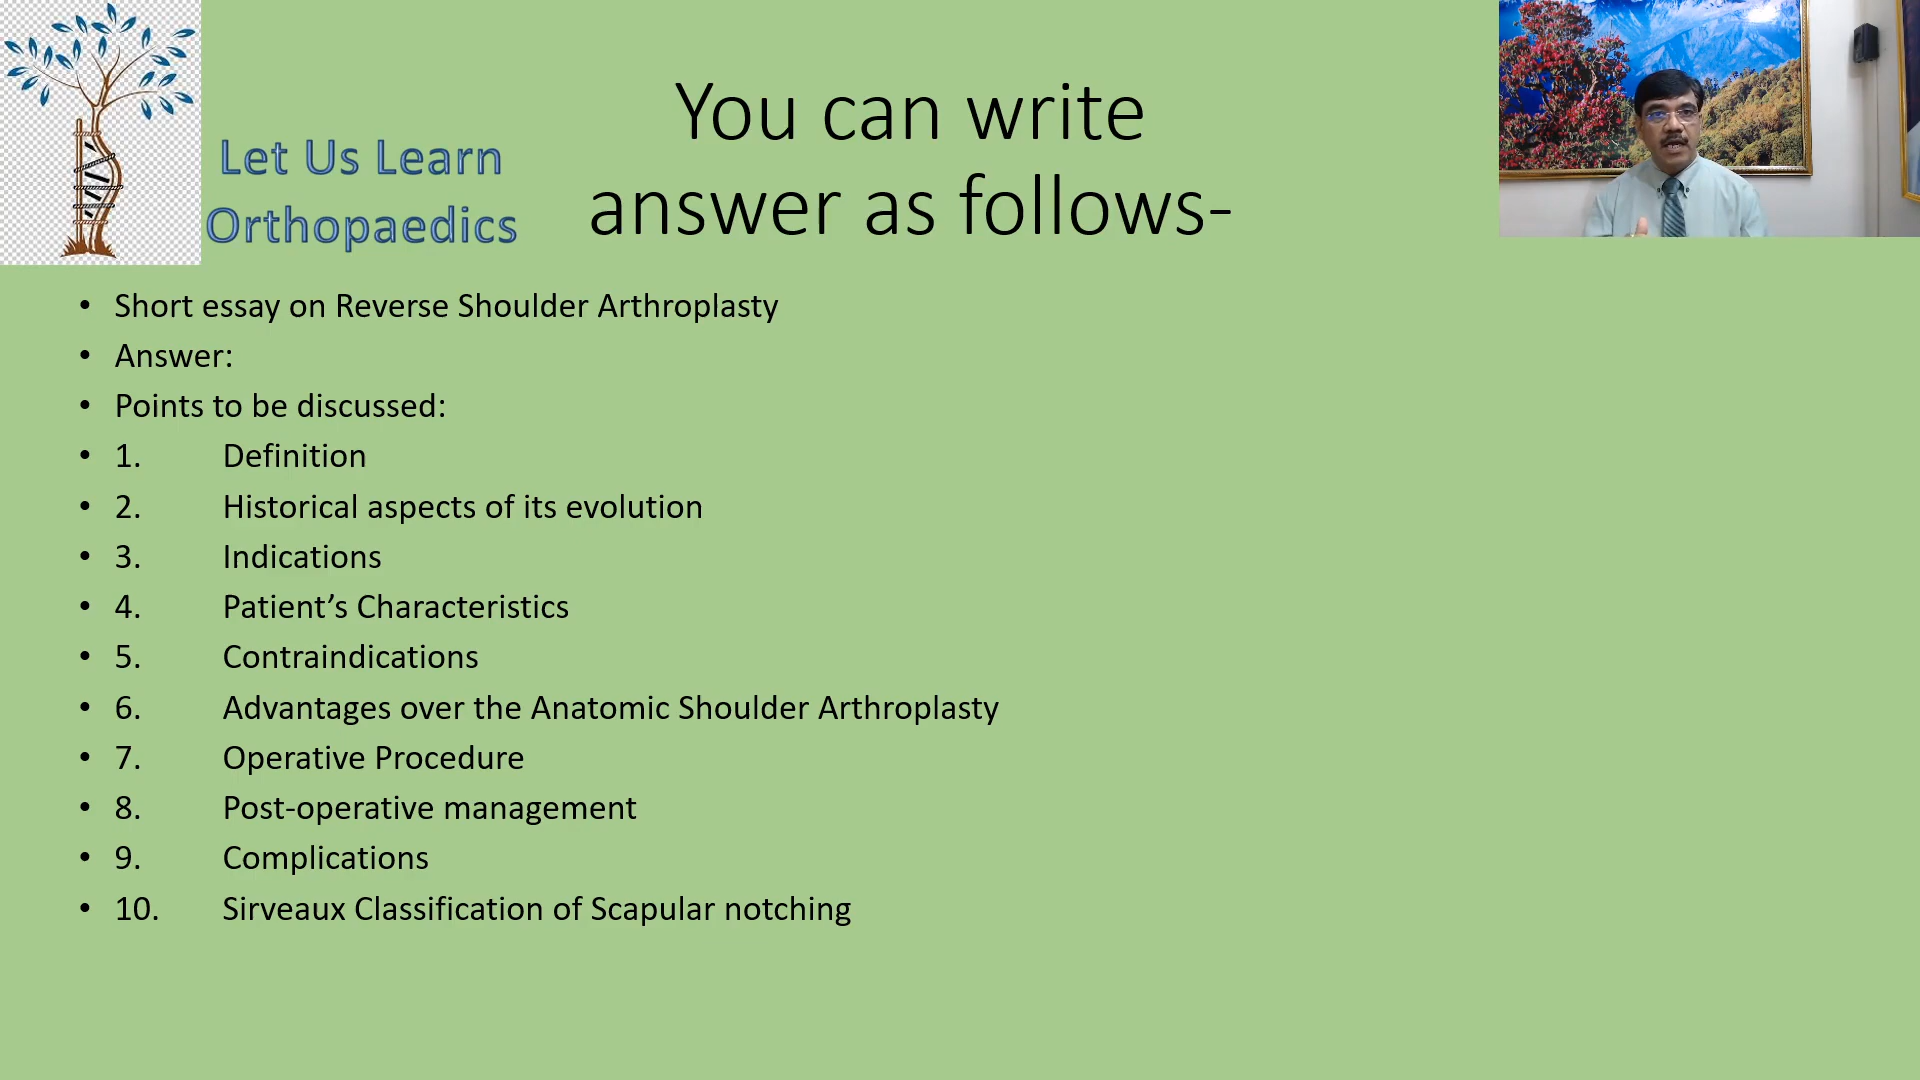 Let Us Learn
Orthopaedics
You can write
answer as follows-
• Short essay on Reverse Shoulder Arthroplasty
• Answer:
• Points to be discussed:
• 1. Definition
• 2. Historical aspects of its evolution
• 3. Indications
• 4. Patient’s Characteristics
• 5. Contraindications
• 6. Advantages over the Anatomic Shoulder Arthroplasty
• 7. Operative Procedure
• 8. Post-operative management
• 9. Complications
• 10. Sirveaux Classification of Scapular notching